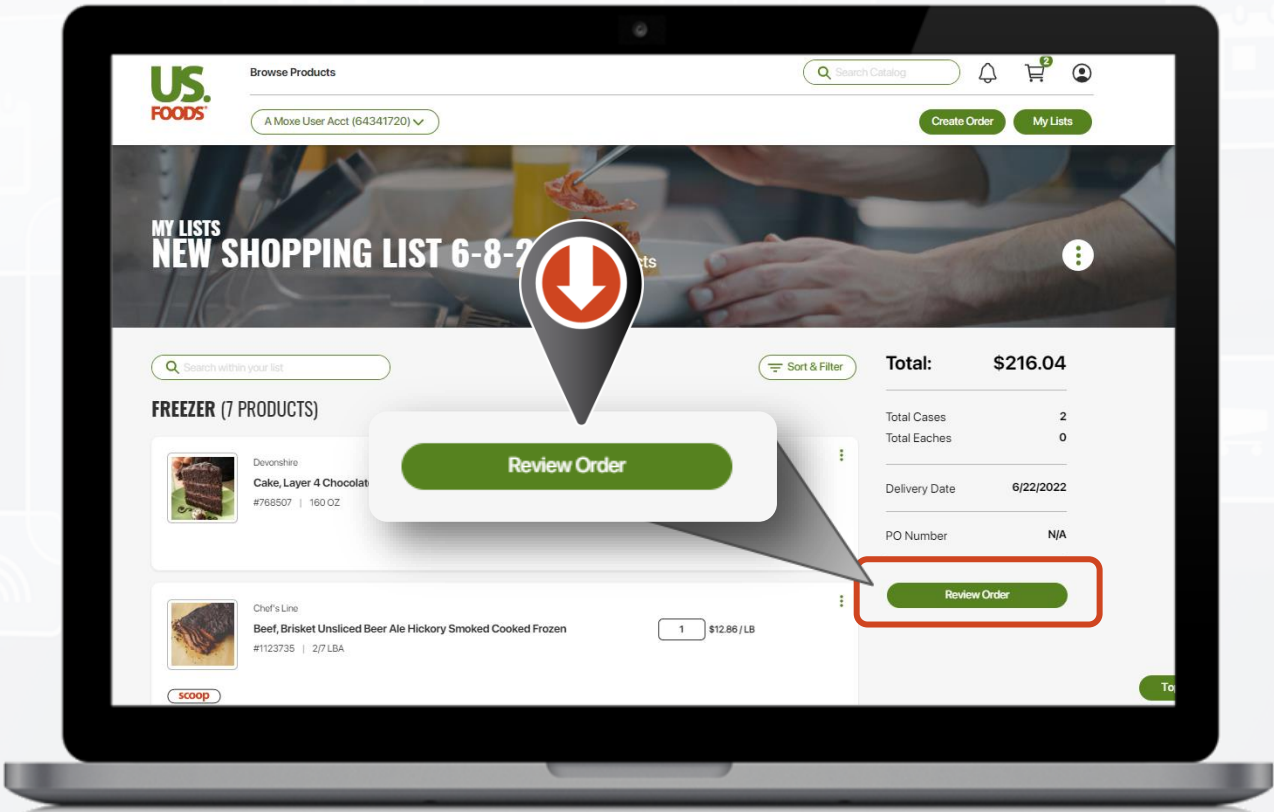 US.
FOODS
Browse Products
Search Catalog
2
A Moxe User Acct (64341720)
Create Order
My Lists
MY LISTS
NEW SHOPPING LIST 6-8-
Search within your list
Sort & Filter
FREEZER (7 PRODUCTS)
Devonshire
Cake, Layer 4
#768507 | 160 OZ
Review Order
Chef's Line
Beef, Brisket Unsliced Beer Ale Hickory Smoked Cooked Frozen
1 $12.86 / LB
#1123735 | 2/7 LBA
scoop
Total: $216.04
Total Cases 2
Total Eaches 0
Delivery Date 6/22/2022
PO Number N/A
Review Order